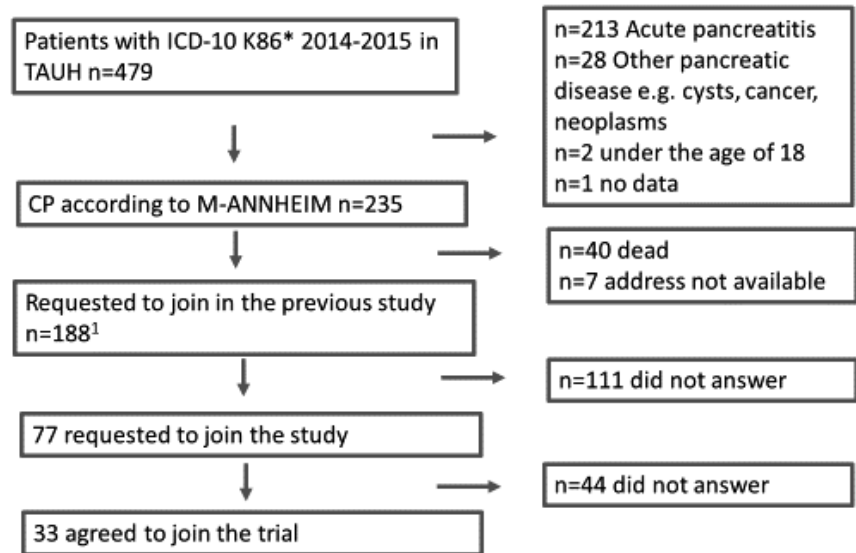 Patients with ICD-10 K86* 2014-2015 in
TAUH n=479
n=213 Acute pancreatitis
n=28 Other pancreatic
disease e.g. cysts, cancer,
neoplasms
n=2 under the age of 18
n=1 no data
CP according to M-ANNHEIM n=235
n=40 dead
n=7 address not available
Requested to join in the previous study
n=188¹
n=111 did not answer
77 requested to join the study
n=44 did not answer
33 agreed to join the trial